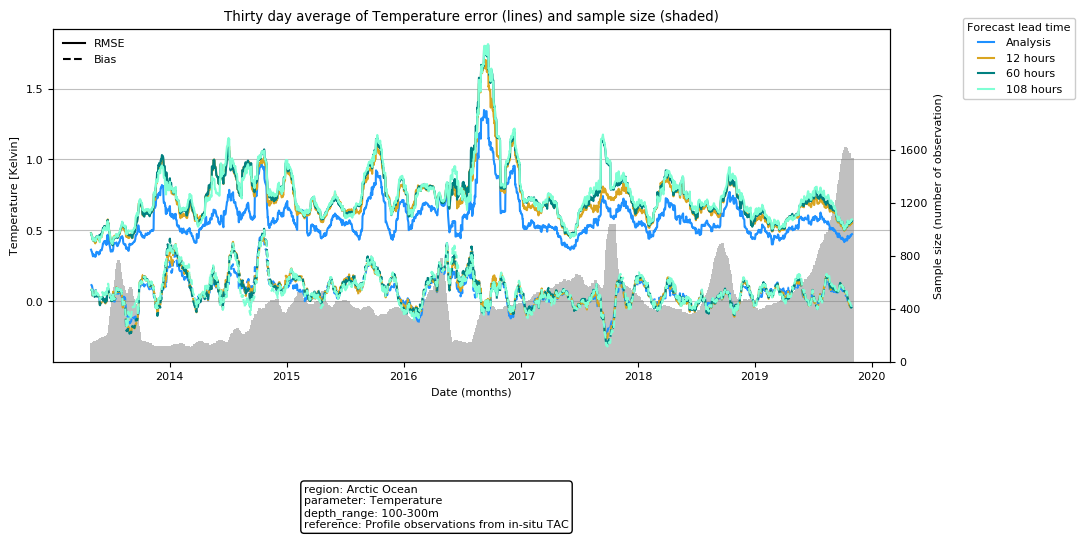 Thirty day average of Temperature error (lines) and sample size (shaded)
RMSE
Bias
Forecast lead time
Analysis
12 hours
60 hours
108 hours
Temperature [Kelvin]
1.5
1.0
0.5
0.0
Sample size (number of observation)
1600
1200
800
400
0
2014
2015
2016
2017
2018
2019
2020
Date (months)
region: Arctic Ocean
parameter: Temperature
depth_range: 100-300m
reference: Profile observations from in-situ TAC